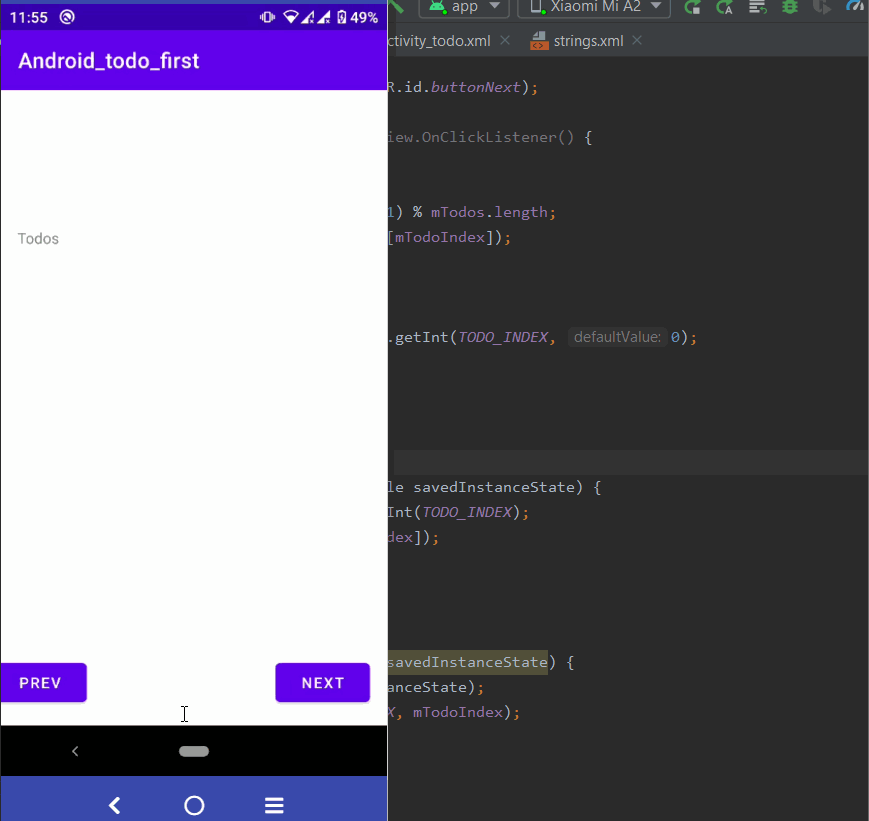 11:55
49%
Android_todo_first
Todos
PREV
NEXT
app
Xiaomi Mi A2
ctivity_todo.xml
strings.xml
R.id.buttonNext);
iew.OnClickListener() {
1) % mTodos.length;
[mTodoIndex]);
.getInt(TODO_INDEX, defaultValue: 0);
le savedInstanceState) {
Int(TODO_INDEX);
dex]);
savedInstanceState) {
anceState);
X, mTodoIndex);